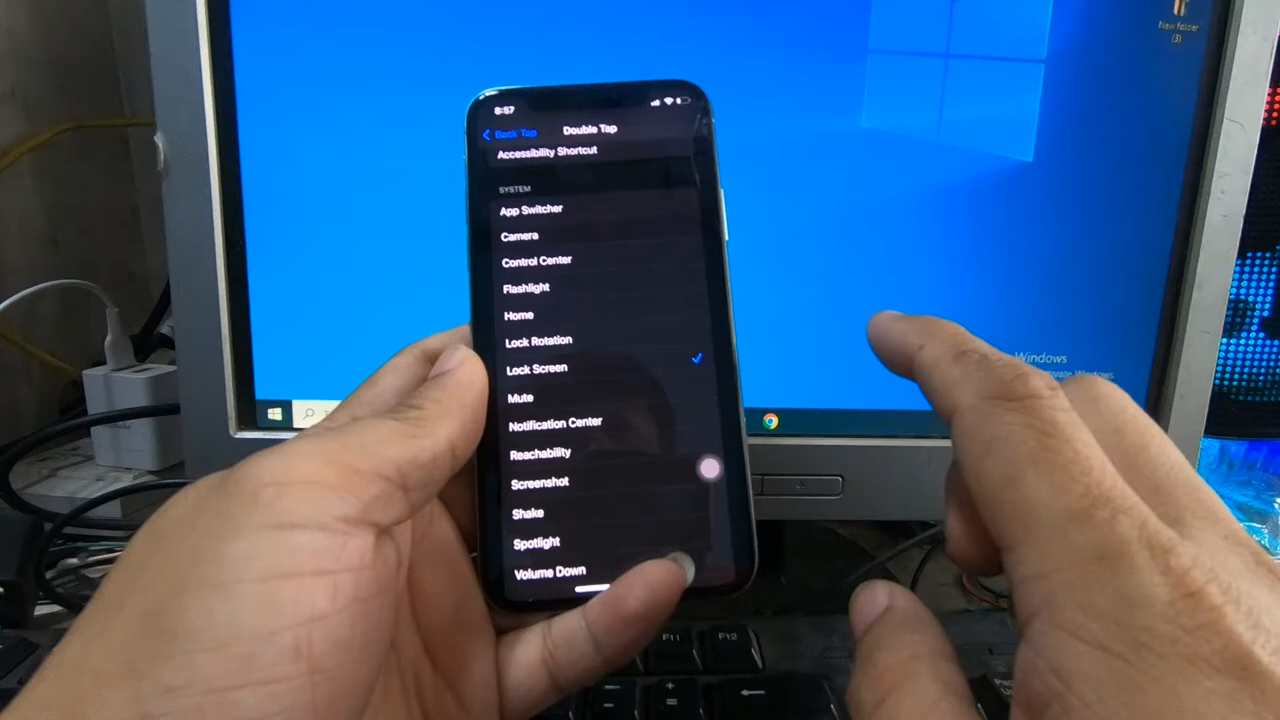 New folder
(3)
8:57
Back Tap
Double Tap
Accessibility Shortcut
SYSTEM
App Switcher
Camera
Control Center
Flashlight
Home
Lock Rotation
Lock Screen
Mute
Notification Center
Reachability
Screenshot
Shake
Spotlight
Volume Down
Windows
Windows
F11
F12